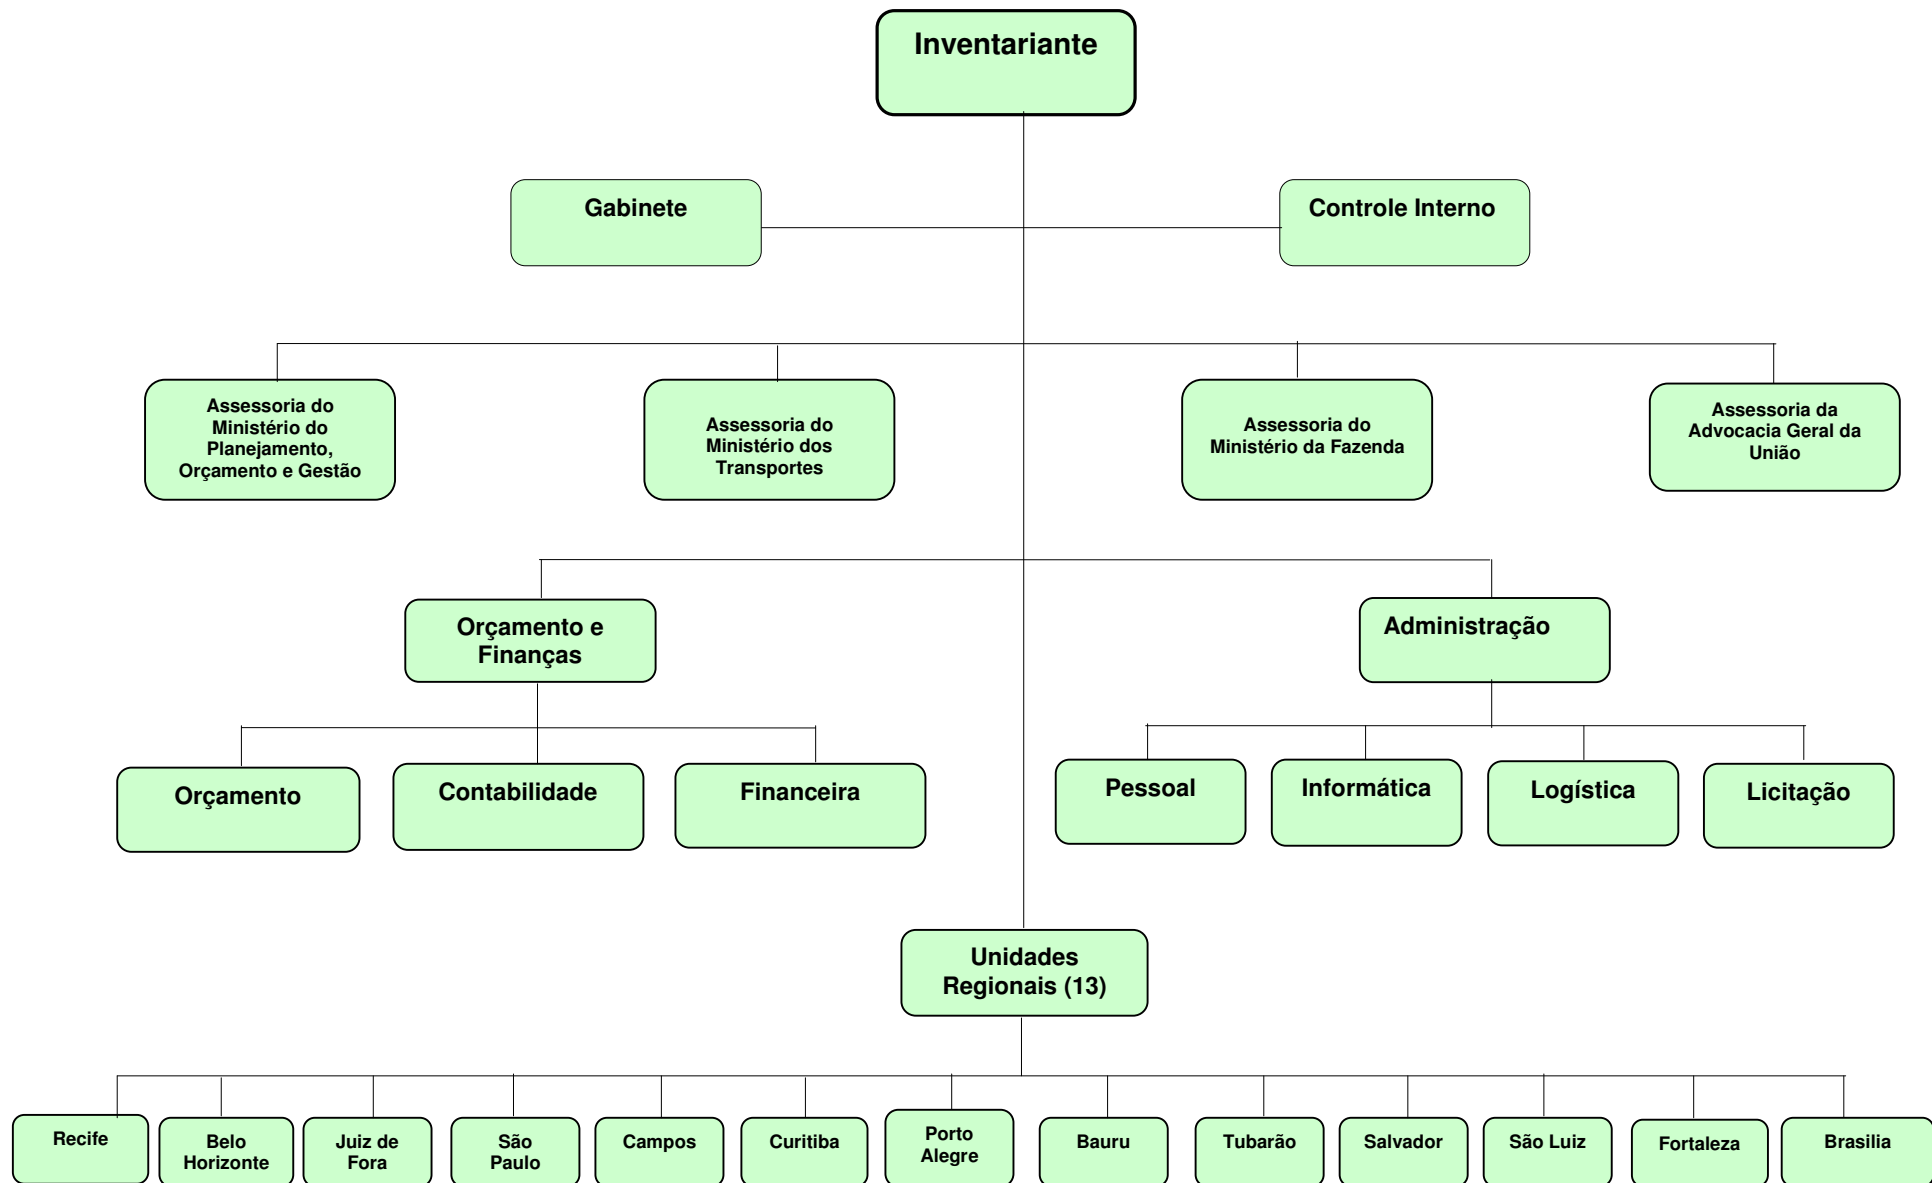 Inventariante
Gabinete
Controle Interno
Assessoria do
Ministério do
Planejamento,
Orçamento e Gestão
Assessoria do
Ministério dos
Transportes
Assessoria do
Ministério da Fazenda
Assessoria da
Advocacia Geral da
União
Orçamento e
Finanças
Administração
Orçamento
Contabilidade
Financeira
Pessoal
Informática
Logística
Licitação
Unidades
Regionais (13)
Recife
Belo
Horizonte
Juiz de
Fora
São
Paulo
Campos
Curitiba
Porto
Alegre
Bauru
Tubarão
Salvador
São Luiz
Fortaleza
Brasilia